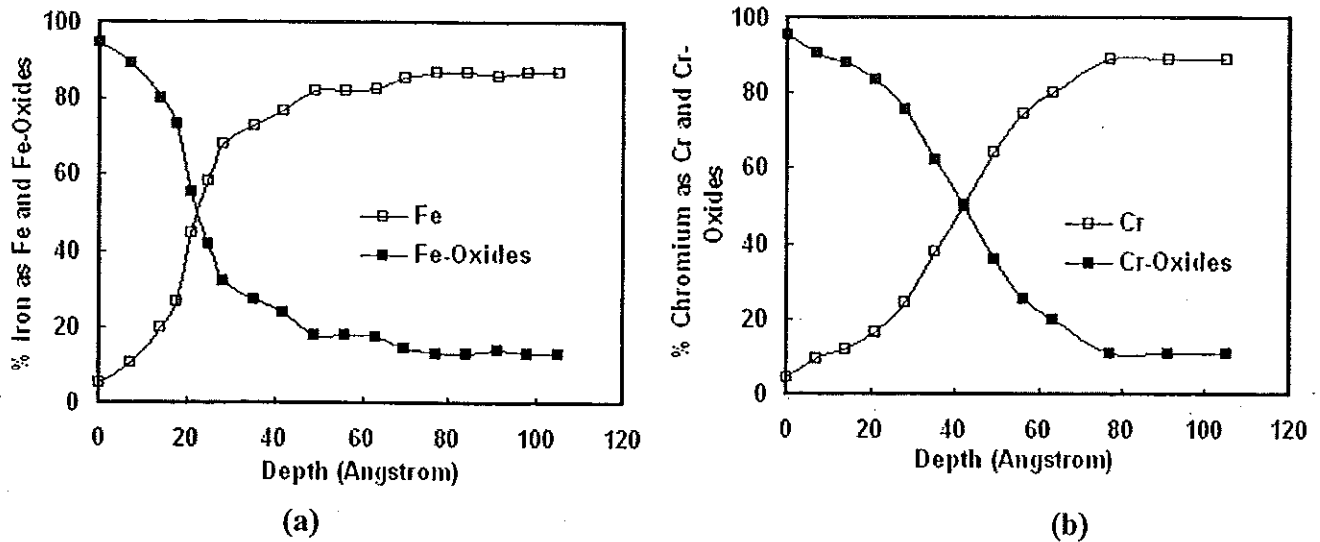 % Iron as Fe and Fe-Oxides
100
80
60
40
20
0
0 20 40 60 80 100 120
Depth (Angstrom)
Fe
Fe-Oxides
(a)
% Chromium as Cr and Cr-
Oxides
100
80
60
40
20
0
0 20 40 60 80 100 120
Depth (Angstrom)
Cr
Cr-Oxides
(b)